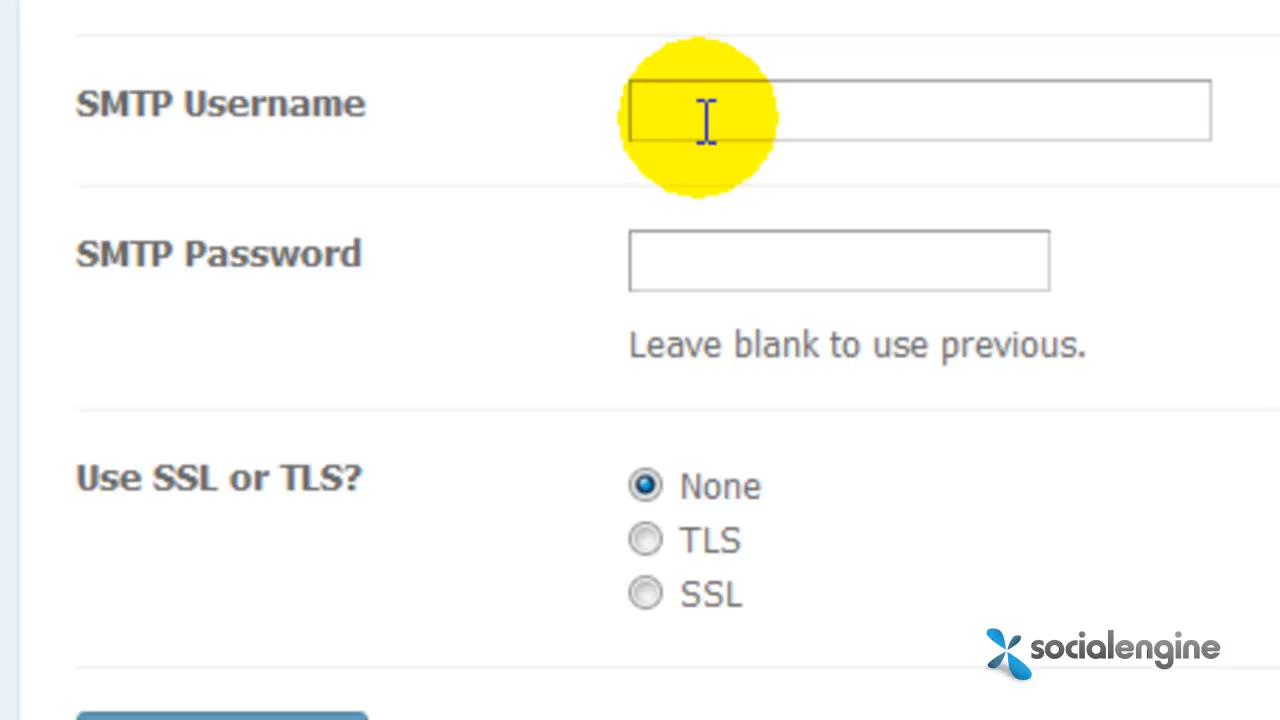 SMTP Username
SMTP Password
Leave blank to use previous.
Use SSL or TLS?
None
TLS
SSL
socialengine